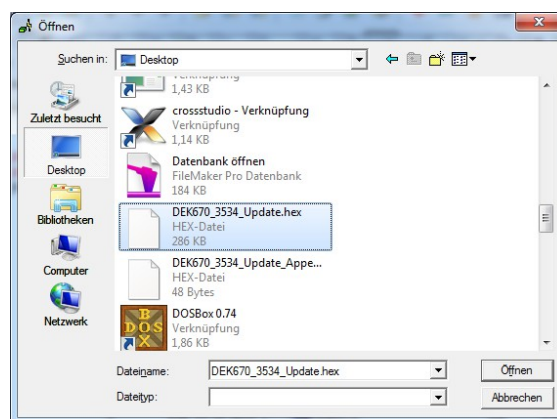 Öffnen
Suchen in:
Desktop
Verknüpfung
1,43 KB
Zuletzt besucht
Desktop
Bibliotheken
Computer
Netzwerk
crossstudio - Verknüpfung
Verknüpfung
1,14 KB
Datenbank öffnen
FileMaker Pro Datenbank
184 KB
DEK670_3534_Update.hex
HEX-Datei
286 KB
DEK670_3534_Update_Appe...
HEX-Datei
48 Bytes
DOSBox 0.74
Verknüpfung
1,86 KB
Dateiname:
DEK670_3534_Update.hex
Öffnen
Dateityp:
Abbrechen